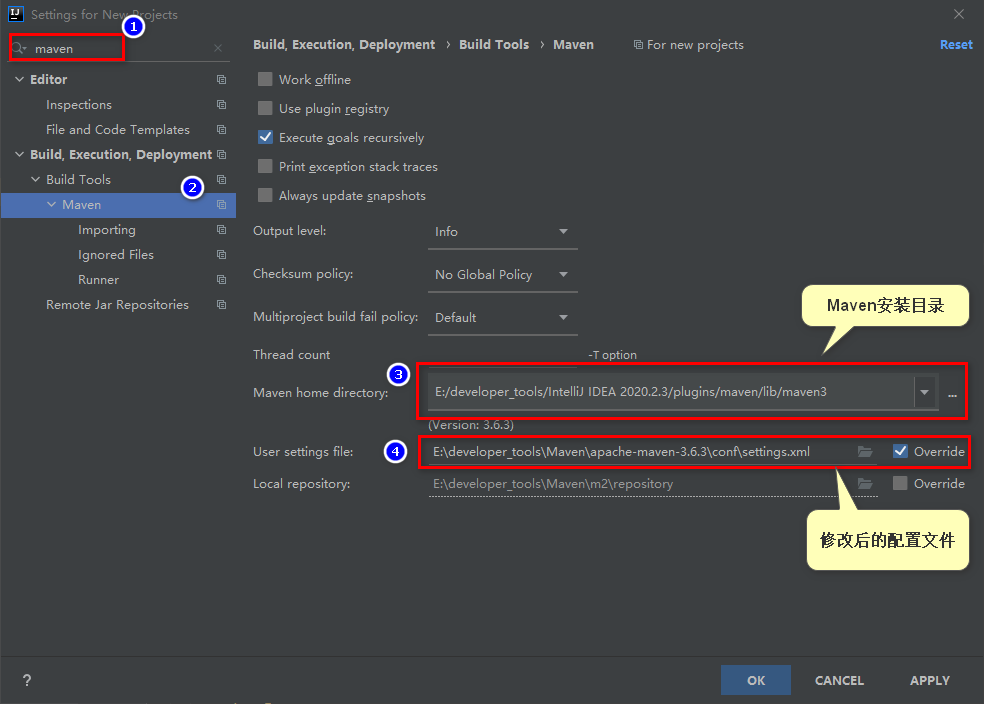 Settings for New Projects
1
maven
Build, Execution, Deployment › Build Tools › Maven
For new projects
Reset
Editor
Inspections
File and Code Templates
Build, Execution, Deployment
Build Tools
2
Maven
Importing
Ignored Files
Runner
Remote Jar Repositories
Work offline
Use plugin registry
Execute goals recursively
Print exception stack traces
Always update snapshots
Output level: Info
Checksum policy: No Global Policy
Multiproject build fail policy: Default
Thread count -T option
Maven安装目录
3
Maven home directory: E:/developer_tools/IntelliJ IDEA 2020.2.3/plugins/maven/lib/maven3 ...
(Version: 3.6.3)
4
User settings file: E:\developer_tools\Maven\apache-maven-3.6.3\conf\settings.xml Override
Local repository: E:\developer_tools\Maven\m2\repository Override
修改后的配置文件
? OK CANCEL APPLY